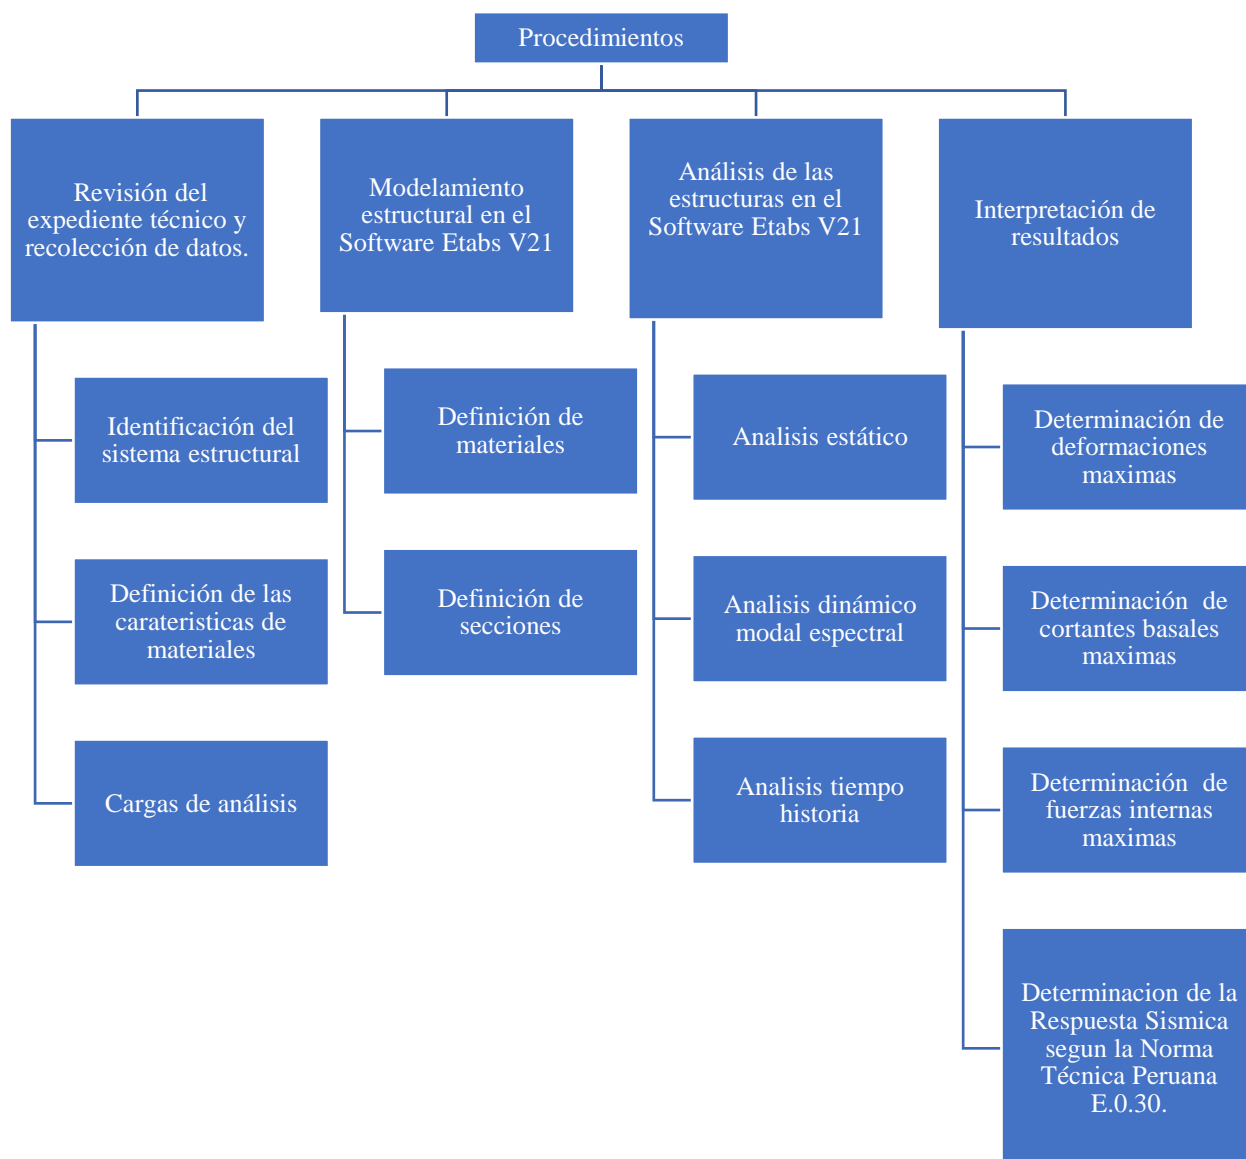 Procedimientos
Revisión del
expediente técnico y
recolección de datos.
Identificación del
sistema estructural
Definición de las
carateristicas de
materiales
Cargas de análisis
Modelamiento
estructural en el
Software Etabs V21
Definición de
materiales
Definición de
secciones
Análisis de las
estructuras en el
Software Etabs V21
Analisis estático
Analisis dinámico
modal espectral
Analisis tiempo
historia
Interpretación de
resultados
Determinación de
deformaciones
maximas
Determinación de
cortantes basales
maximas
Determinación de
fuerzas internas
maximas
Determinacion de la
Respuesta Sismica
segun la Norma
Técnica Peruana
E.0.30.